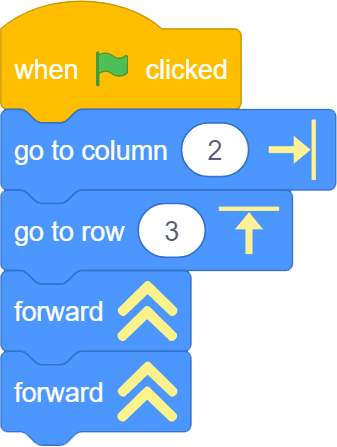 when clicked
go to column 2
go to row 3
forward
forward